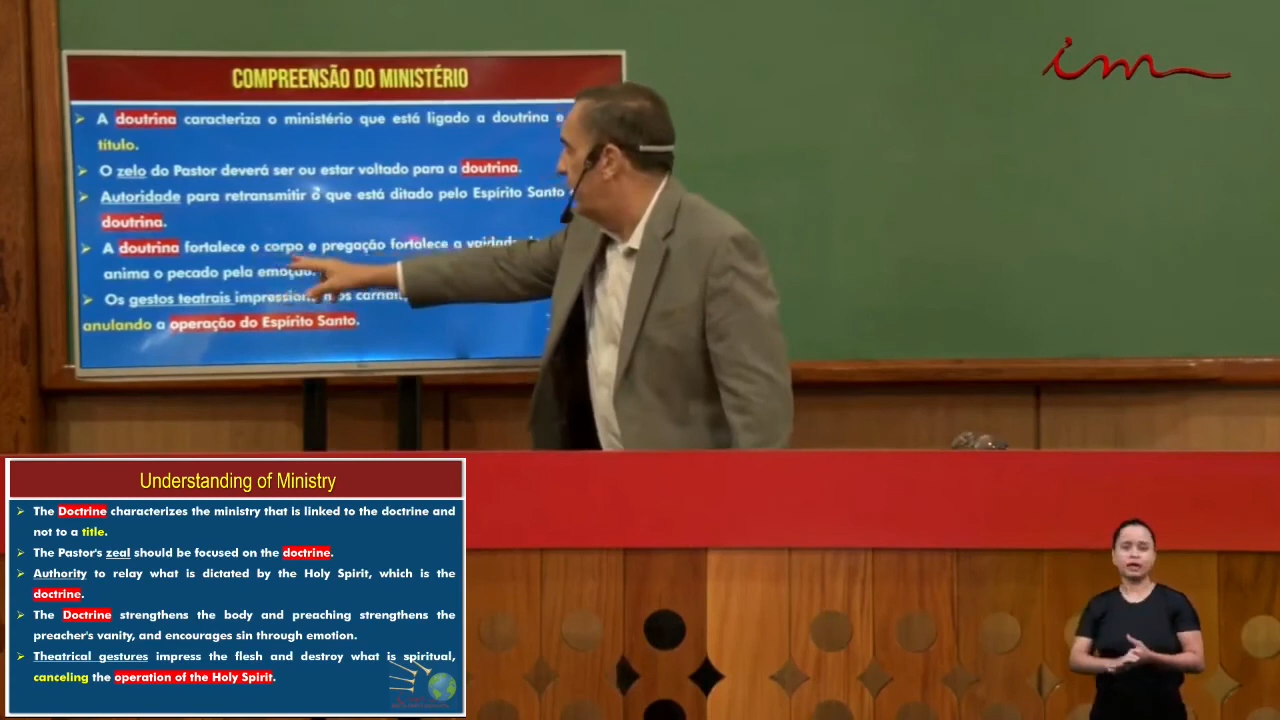 im
COMPREENSÃO DO MINISTÉRIO
A doutrina caracteriza o ministério que está ligado a doutrina e
título.
O zelo do Pastor deverá ser ou estar voltado para a doutrina.
Autoridade para retransmitir o que está ditado pelo Espírito Santo
doutrina.
A doutrina fortalece o corpo e pregação fortalece a vaidade
anima o pecado pela emoção.
Os gestos teatrais os carnais,
anulando a operação do Espírito Santo.
Understanding of Ministry
The Doctrine characterizes the ministry that is linked to the doctrine and
not to a title.
The Pastor's zeal should be focused on the doctrine.
Authority to relay what is dictated by the Holy Spirit, which is the
doctrine.
The Doctrine strengthens the body and preaching strengthens the
preacher's vanity, and encourages sin through emotion.
Theatrical gestures impress the flesh and destroy what is spiritual,
canceling the operation of the Holy Spirit.